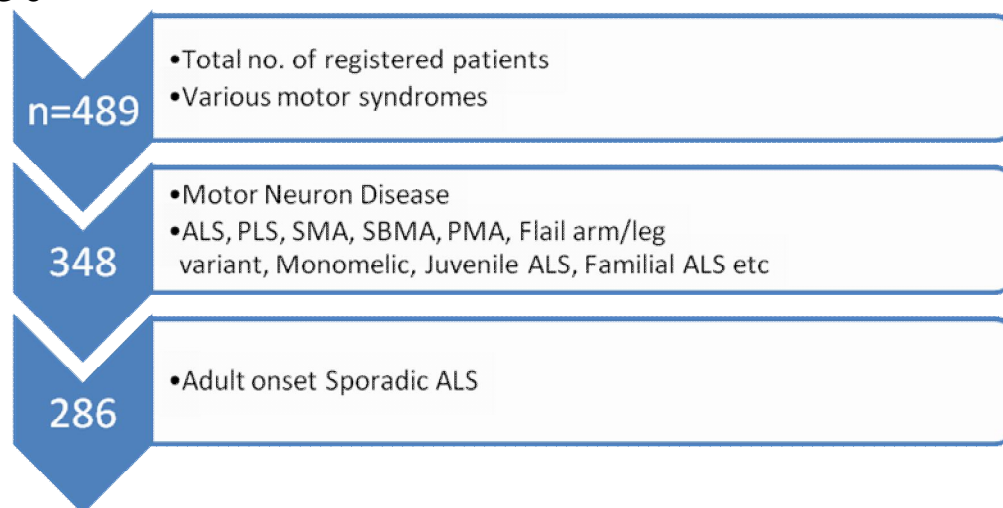 n=489
•Total no. of registered patients
•Various motor syndromes
348
•Motor Neuron Disease
•ALS, PLS, SMA, SBMA, PMA, Flail arm/leg
variant, Monomelic, Juvenile ALS, Familial ALS etc
286
•Adult onset Sporadic ALS